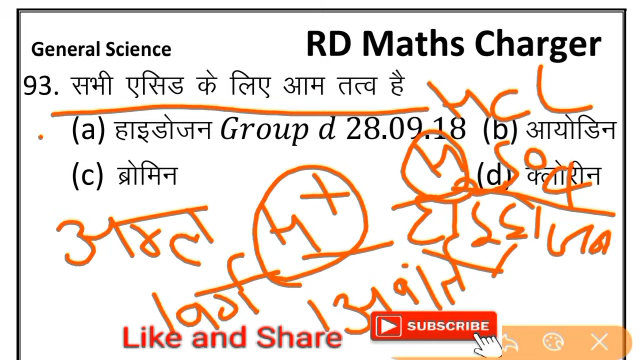 General Science RD Maths Charger
93. सभी एसिड के लिए आम तत्व है HCL
(a) हाइडोजन Group d 28.09.18 (b) आयोडिन
(c) ब्रोमिन (d) क्लोरीन
अम्ल H+ हाइड्रोजन
Like and Share SUBSCRIBE